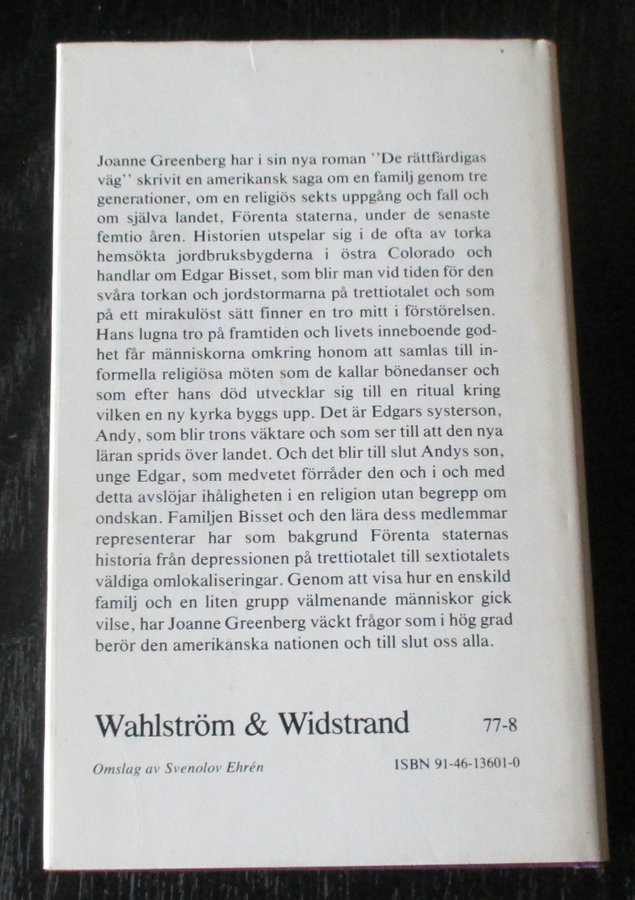 Joanne Greenberg har i sin nya roman "De rättfärdigas
väg" skrivit en amerikansk saga om en familj genom tre
generationer, om en religiös sekts uppgång och fall och
om själva landet, Förenta staterna, under de senaste
femtio åren. Historien utspelar sig i de ofta av torka
hemsökta jordbruksbygderna i östra Colorado och
handlar om Edgar Bisset, som blir man vid tiden för den
svåra torkan och jordstormarna på trettiotalet och som
på ett mirakulöst sätt finner en tro mitt i förstörelsen.
Hans lugna tro på framtiden och livets inneboende god-
het får människorna omkring honom att samlas till in-
formella religiösa möten som de kallar bönedanser och
som efter hans död utvecklar sig till en ritual kring
vilken en ny kyrka byggs upp. Det är Edgars systerson,
Andy, som blir trons väktare och som ser till att den nya
läran sprids över landet. Och det blir till slut Andys son,
unge Edgar, som medvetet förråder den och i och med
detta avslöjar ihåligheten i en religion utan begrepp om
ondskan. Familjen Bisset och den lära dess medlemmar
representerar har som bakgrund Förenta staternas
historia från depressionen på trettiotalet till sextiotalets
väldiga omlokaliseringar. Genom att visa hur en enskild
familj och en liten grupp välmenande människor gick
vilse, har Joanne Greenberg väckt frågor som i hög grad
berör den amerikanska nationen och till slut oss alla.
Wahlström & Widstrand 77-8
Omslag av Svenolov Ehrén ISBN 91-46-13601-0